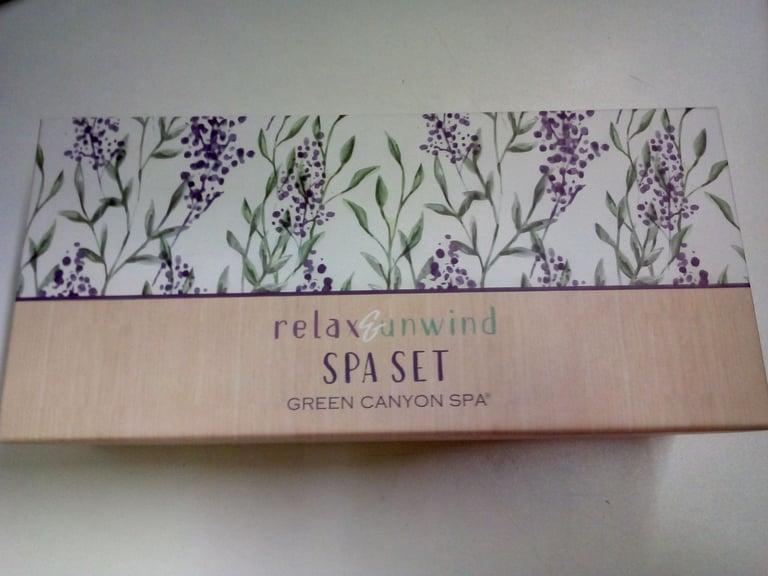 relax&unwind
SPA SET
GREEN CANYON SPA®